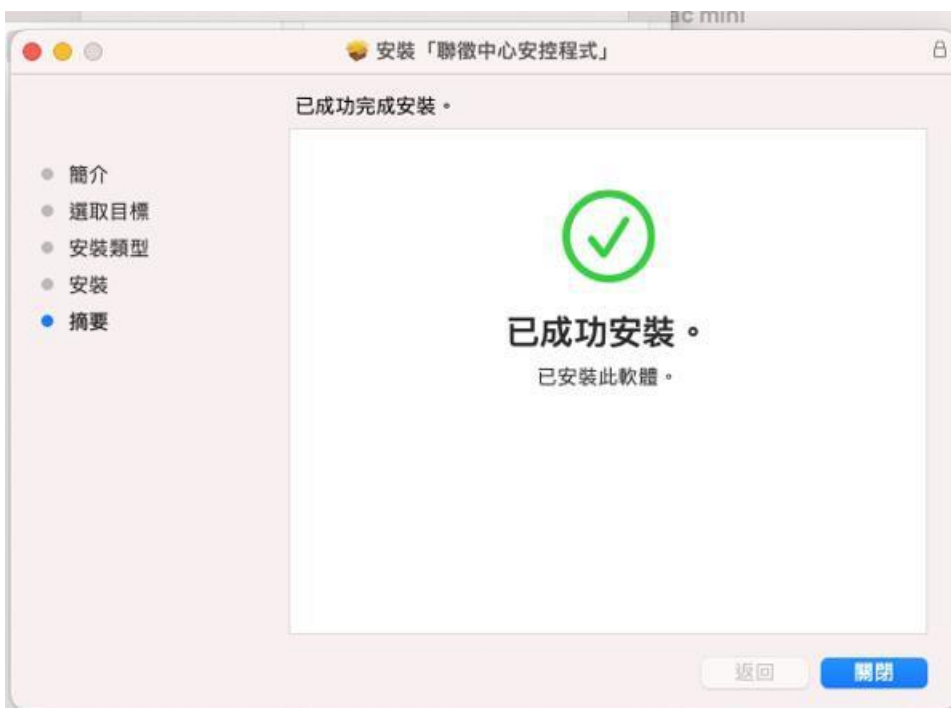 ac mini
安裝「聯徵中心安控程式」
已成功完成安裝。
簡介
選取目標
安裝類型
安裝
摘要
已成功安裝。
已安裝此軟體。
返回
關閉